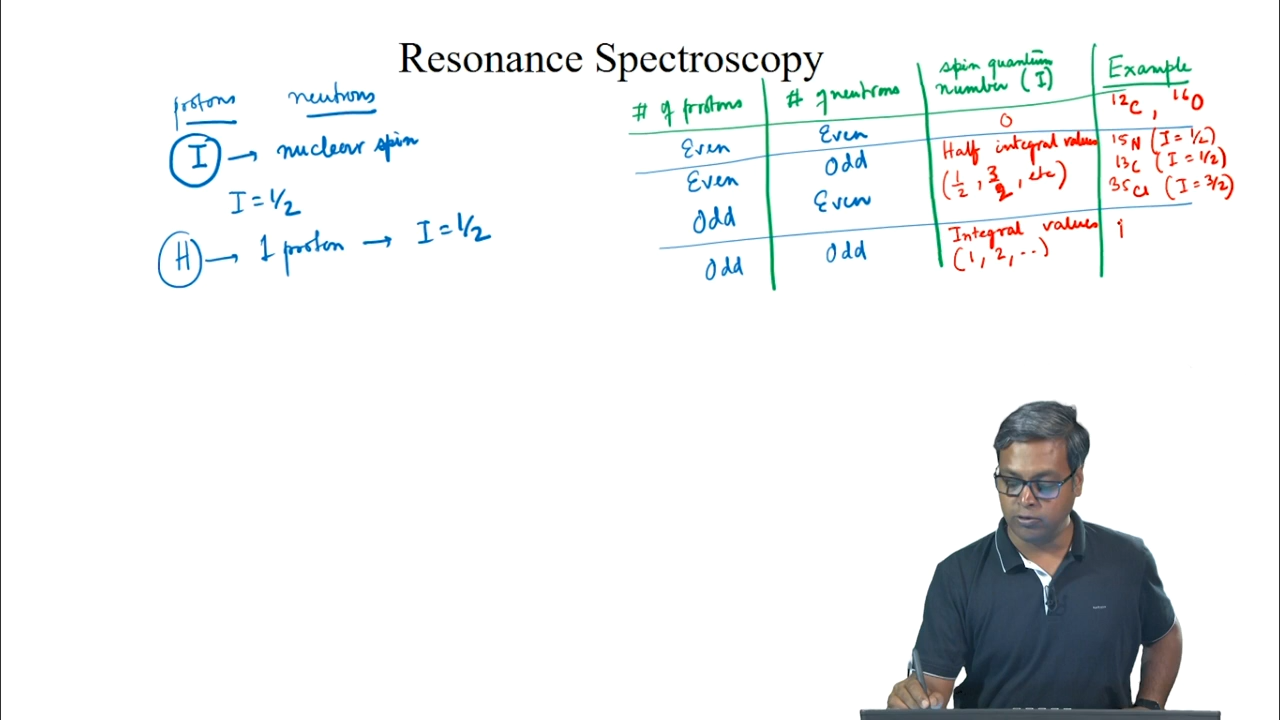 Resonance Spectroscopy
protons neutrons
I → nuclear spin
I = 1/2
H → 1 proton → I = 1/2
# of protons # of neutrons spin quantum number (I) Example
Even Even 0 ¹²C, ¹⁶O
Even Odd Half integral values ¹⁵N (I = 1/2)
(1/2, 3/2, etc) ¹³C (I = 1/2)
Odd Even ³⁵Cl (I = 3/2)
Odd Odd Integral values
(1, 2, ..)